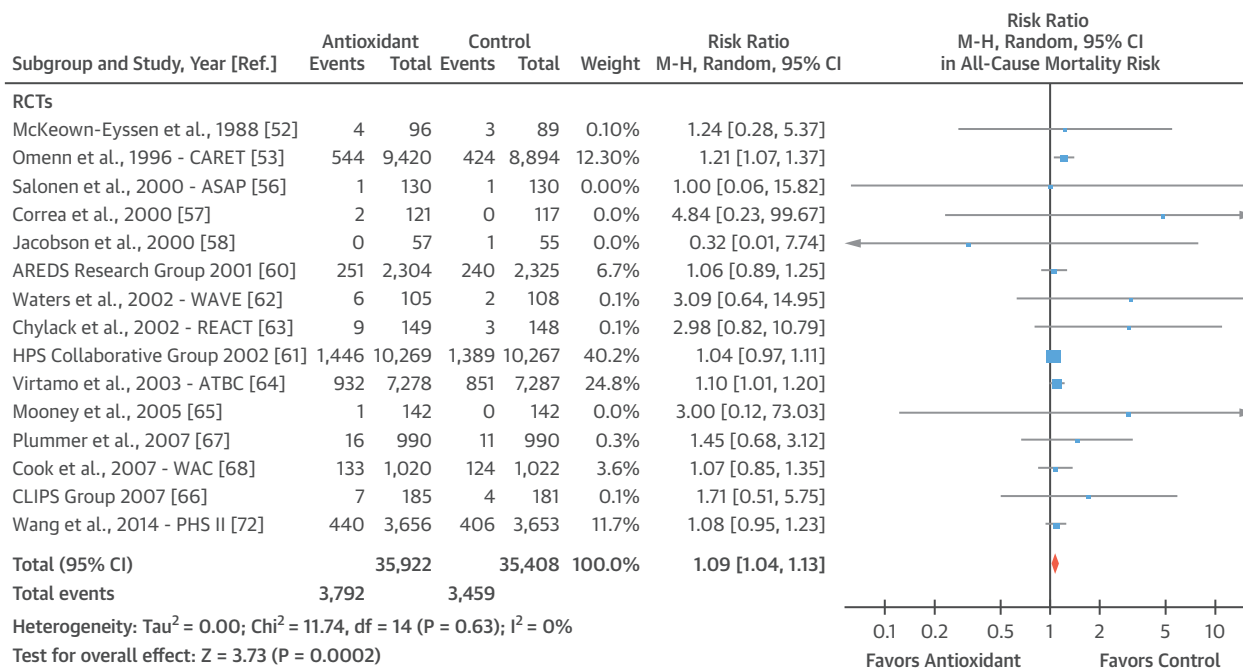 Subgroup and Study, Year [Ref.] Antioxidant Events Total Control Events Total Weight Risk Ratio M-H, Random, 95% CI Risk Ratio M-H, Random, 95% CI in All-Cause Mortality Risk
RCTs
McKeown-Eyssen et al., 1988 [52] 4 96 3 89 0.10% 1.24 [0.28, 5.37]
Omenn et al., 1996 - CARET [53] 544 9,420 424 8,894 12.30% 1.21 [1.07, 1.37]
Salonen et al., 2000 - ASAP [56] 1 130 1 130 0.00% 1.00 [0.06, 15.82]
Correa et al., 2000 [57] 2 121 0 117 0.0% 4.84 [0.23, 99.67]
Jacobson et al., 2000 [58] 0 57 1 55 0.0% 0.32 [0.01, 7.74]
AREDS Research Group 2001 [60] 251 2,304 240 2,325 6.7% 1.06 [0.89, 1.25]
Waters et al., 2002 - WAVE [62] 6 105 2 108 0.1% 3.09 [0.64, 14.95]
Chylack et al., 2002 - REACT [63] 9 149 3 148 0.1% 2.98 [0.82, 10.79]
HPS Collaborative Group 2002 [61] 1,446 10,269 1,389 10,267 40.2% 1.04 [0.97, 1.11]
Virtamo et al., 2003 - ATBC [64] 932 7,278 851 7,287 24.8% 1.10 [1.01, 1.20]
Mooney et al., 2005 [65] 1 142 0 142 0.0% 3.00 [0.12, 73.03]
Plummer et al., 2007 [67] 16 990 11 990 0.3% 1.45 [0.68, 3.12]
Cook et al., 2007 - WAC [68] 133 1,020 124 1,022 3.6% 1.07 [0.85, 1.35]
CLIPS Group 2007 [66] 7 185 4 181 0.1% 1.71 [0.51, 5.75]
Wang et al., 2014 - PHS II [72] 440 3,656 406 3,653 11.7% 1.08 [0.95, 1.23]
Total (95% CI) 35,922 35,408 100.0% 1.09 [1.04, 1.13]
Total events 3,792 3,459
Heterogeneity: Tau² = 0.00; Chi² = 11.74, df = 14 (P = 0.63); I² = 0%
Test for overall effect: Z = 3.73 (P = 0.0002)
0.1 0.2 0.5 1 2 5 10
Favors Antioxidant Favors Control